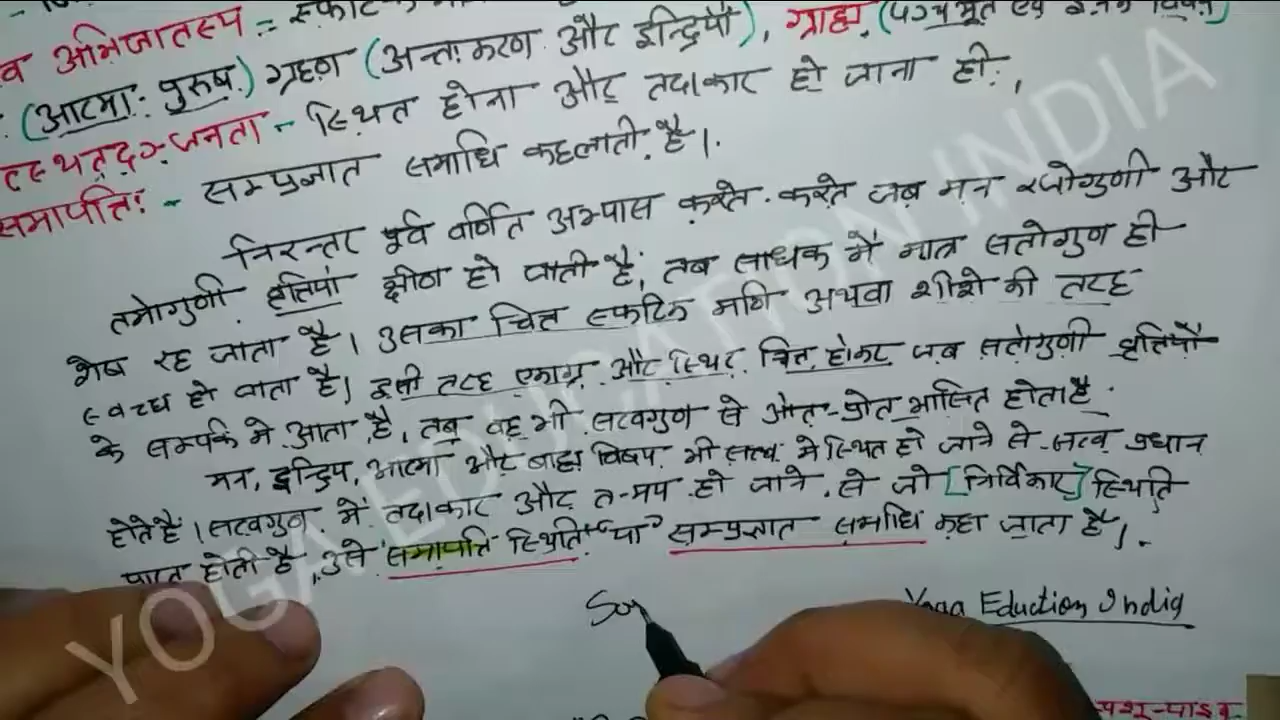 व अभिजातस्य :-
(आत्मा : पुरुष) ग्रहण (अन्तःकरण और इन्द्रियाँ), ग्राह्य (पञ्चभूत एवं
तत्स्थतद्ञ्जनता - स्थित होना और तदाकार हो जाना ही,
समापत्तिः - सम्प्रज्ञात समाधि कहलाती है।
निरन्तर पूर्व वर्णित अभ्यास करते-करते जब मन रजोगुणी और
तमोगुणी वृत्तियां क्षीण हो जाती हैं, तब साधक में मात्र सतोगुण ही
शेष रह जाता है। उसका चित्त स्फटिक मणि अथवा शीशे की तरह
स्वच्छ हो जाता है। इसी तरह एकाग्र और स्थिर चित्त होकर जब सतोगुणी वृत्तियों
के सम्पर्क में आता है, तब वह भी सत्वगुण से ओत-प्रोत भासित होता है.
मन, इन्द्रिय, आत्मा और बाह्य विषय भी सत्व में स्थित हो जाने से सत्व प्रधान
होते है। सत्वगुण में तदाकार और तन्मय हो जाने से जो [निर्विकार] स्थिति
प्राप्त होती है, उसे 'समापत्ति स्थिति' या सम्प्रज्ञात समाधि कहा जाता है।
Yoga Eduction India
YOGA EDUCATION INDIA